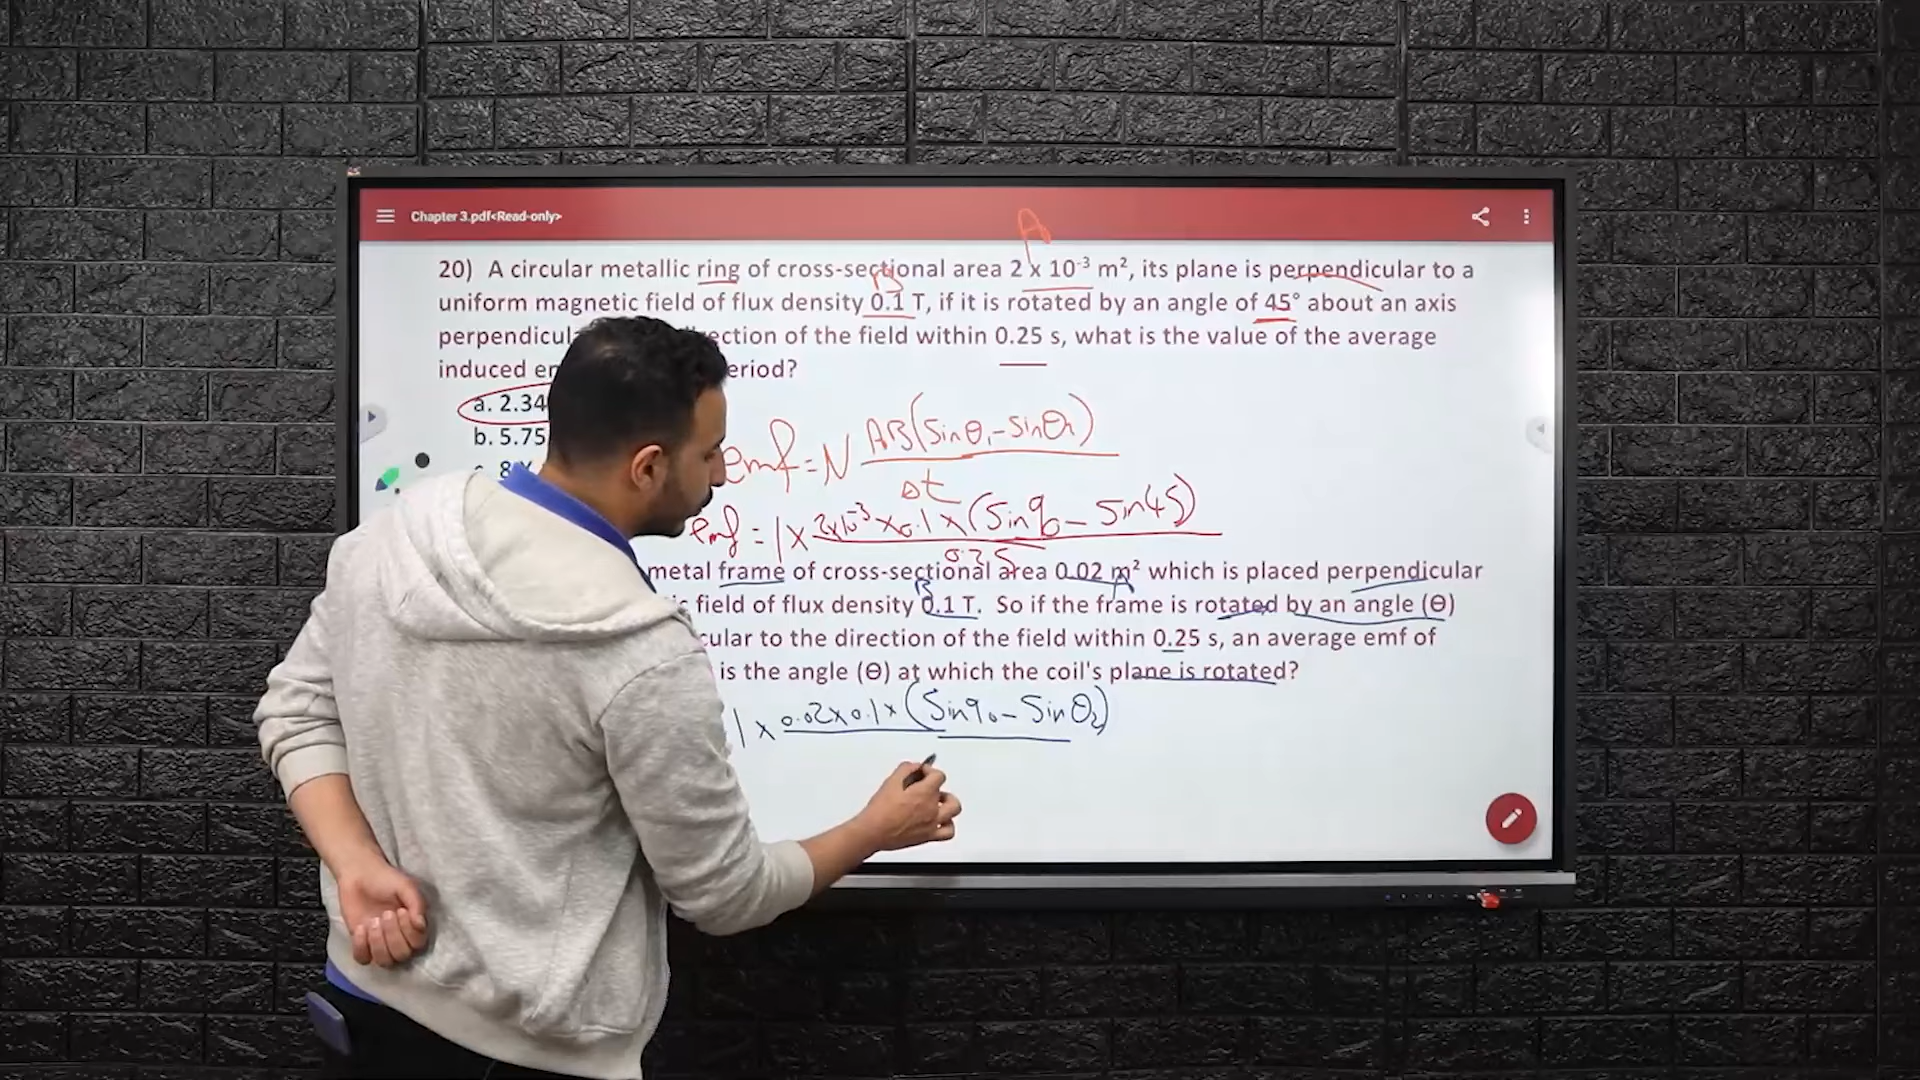 Chapter 3.pdf<Read-only>
A
20) A circular metallic ring of cross-sectional area 2 x 10⁻³ m², its plane is perpendicular to a
B
uniform magnetic field of flux density 0.1 T, if it is rotated by an angle of 45° about an axis
ection of the field within 0.25 s, what is the value of the average
induced eriod?
a. 2.34
b. 5.75
emf = N AB(Sinθ₁ - Sinθ₂)
Δt
emf = 1 x 2x10⁻³ x 0.1 x (Sin90 - Sin45)
0.25
metal frame of cross-sectional area 0.02 m² which is placed perpendicular
B A
field of flux density 0.1 T. So if the frame is rotated by an angle (Θ)
cular to the direction of the field within 0.25 s, an average emf of
is the angle (Θ) at which the coil's plane is rotated?
1 x 0.02 x 0.1 x (Sin90 - Sinθ₂)